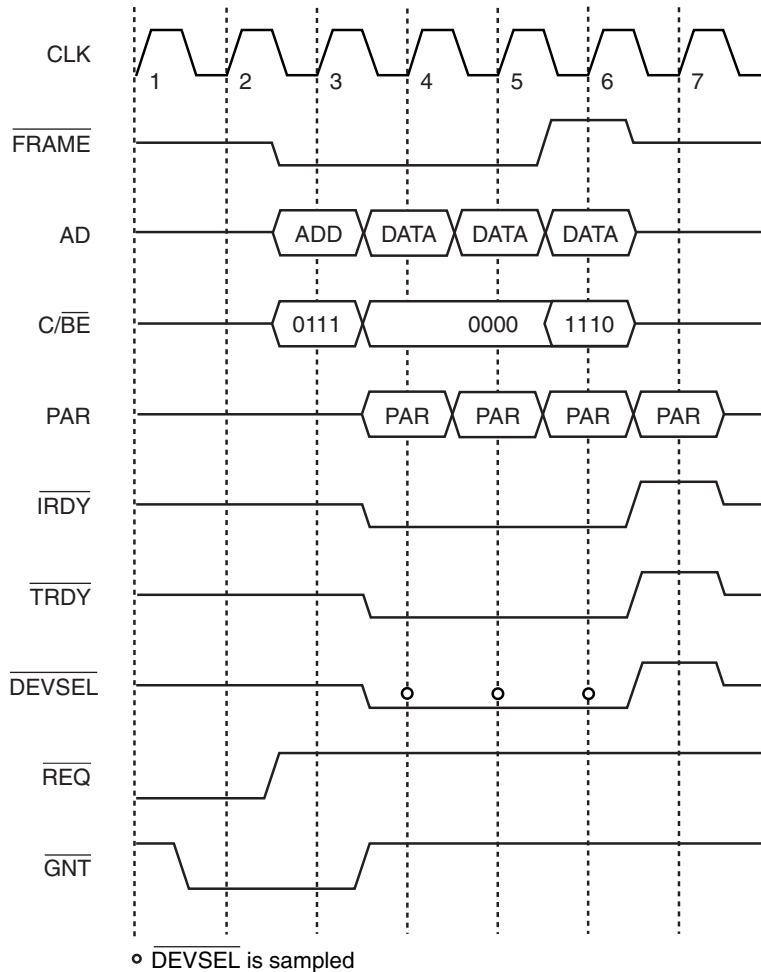 CLK
1 2 3 4 5 6 7
FRAME
AD ADD DATA DATA DATA
C/BE 0111 0000 1110
PAR PAR PAR PAR PAR
IRDY
TRDY
DEVSEL
REQ
GNT
DEVSEL is sampled